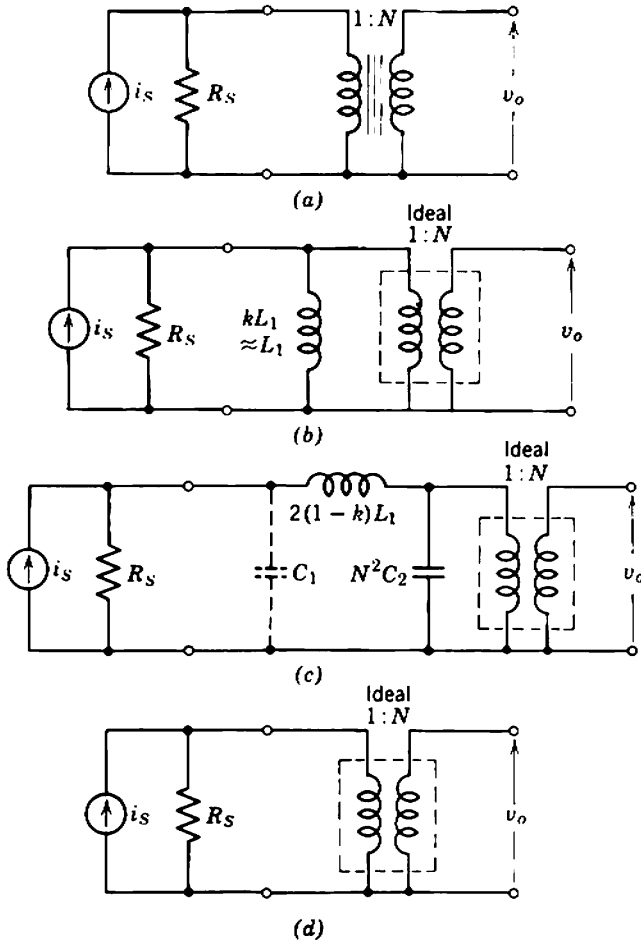 1:N
i_S
R_S
v_o
(a)
Ideal
1:N
i_S
R_S
kL_1
≈L_1
v_o
(b)
Ideal
1:N
2(1 − k)L_1
i_S
R_S
C_1
N^2C_2
v_o
(c)
Ideal
1:N
i_S
R_S
v_o
(d)